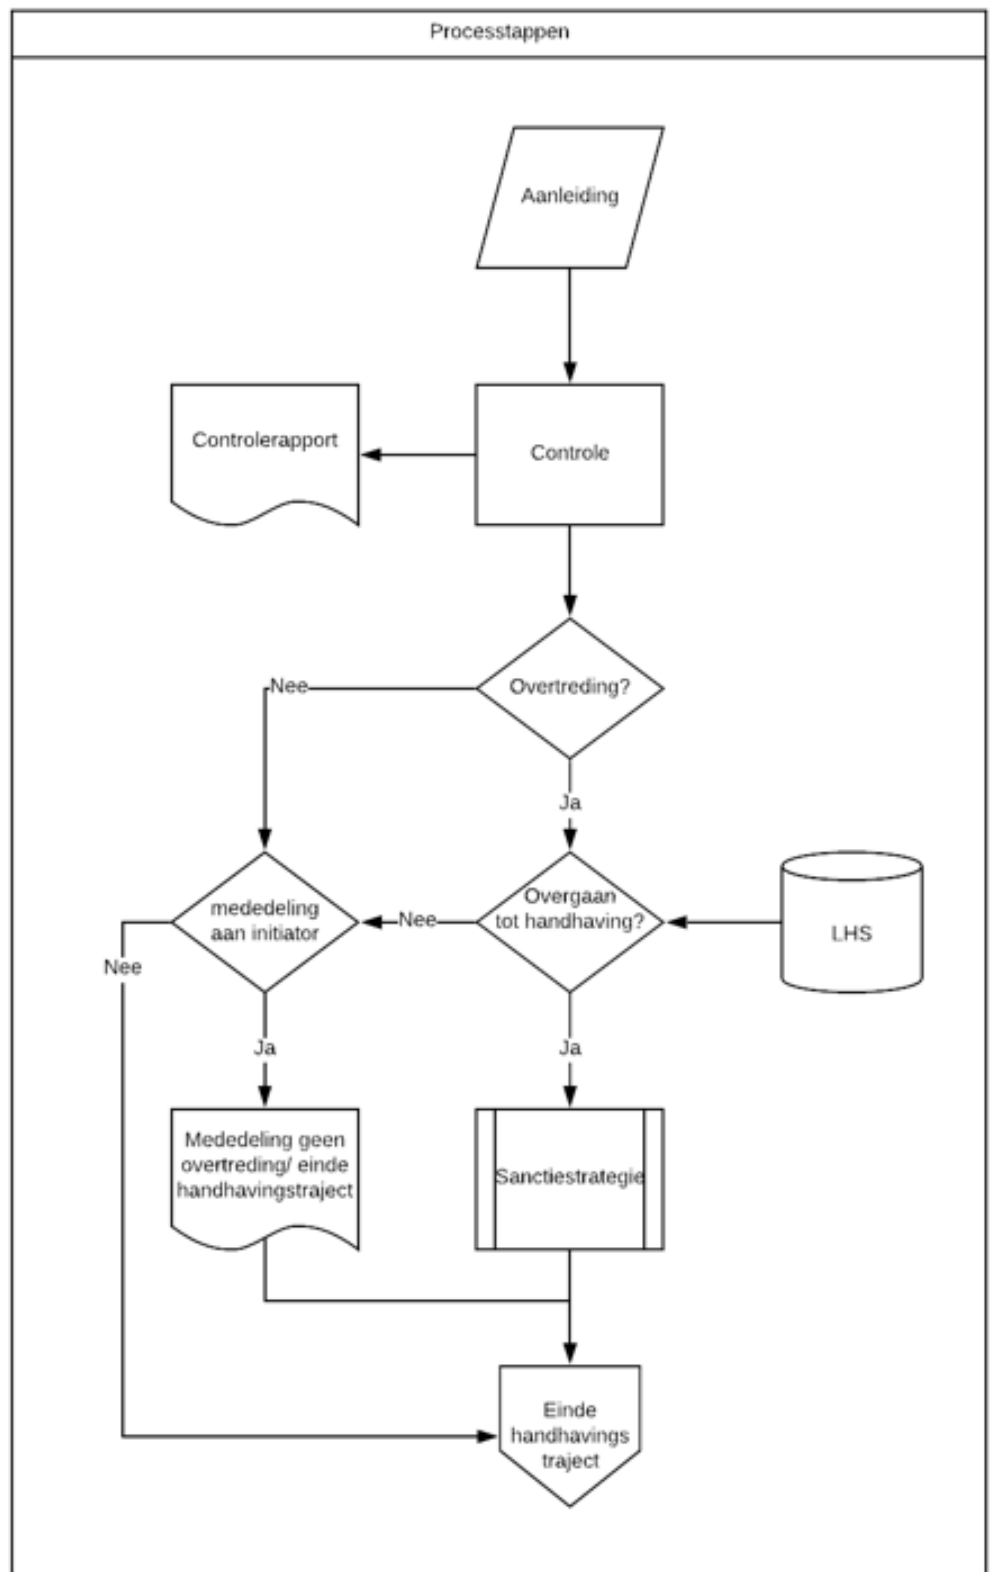 Processtappen
Aanleiding
Controlerapport
Controle
Overtreding?
Nee
Ja
mededeling
aan initiator
Nee
Overgaan
tot handhaving?
LHS
Nee
Ja
Ja
Mededeling geen
overtreding/ einde
handhavingstraject
Sanctiestrategie
Einde
handhavings
traject